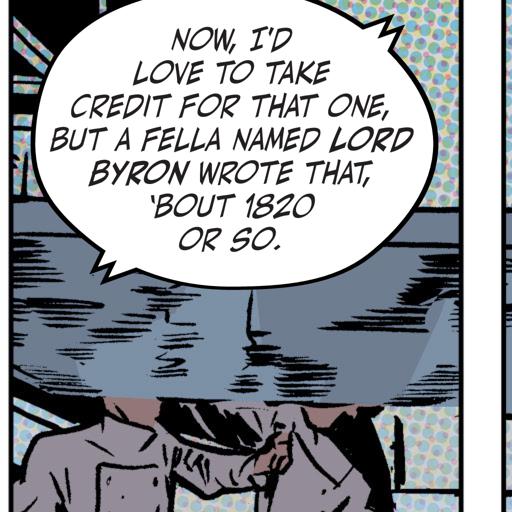 NOW, I'D
LOVE TO TAKE
CREDIT FOR THAT ONE,
BUT A FELLA NAMED LORD
BYRON WROTE THAT,
'BOUT 1820
OR SO.